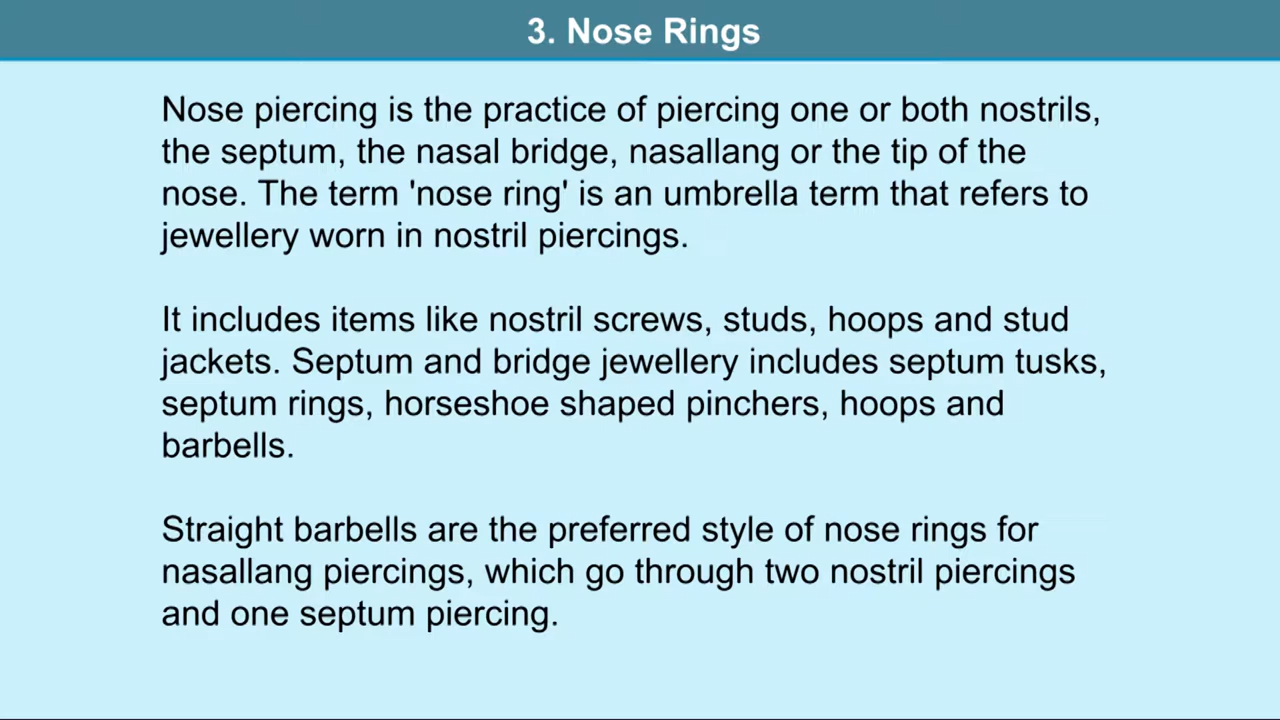 3. Nose Rings
Nose piercing is the practice of piercing one or both nostrils,
the septum, the nasal bridge, nasallang or the tip of the
nose. The term 'nose ring' is an umbrella term that refers to
jewellery worn in nostril piercings.
It includes items like nostril screws, studs, hoops and stud
jackets. Septum and bridge jewellery includes septum tusks,
septum rings, horseshoe shaped pinchers, hoops and
barbells.
Straight barbells are the preferred style of nose rings for
nasallang piercings, which go through two nostril piercings
and one septum piercing.